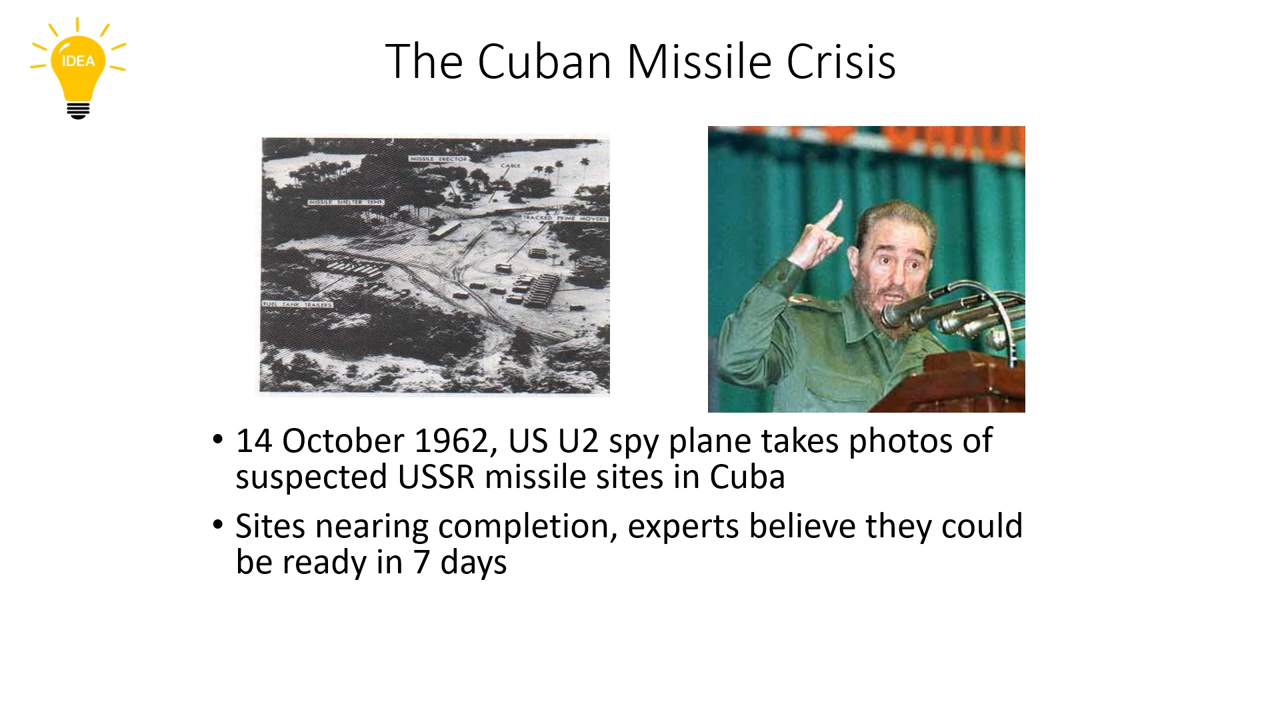 IDEA
The Cuban Missile Crisis
MISSILE ERECTOR
CABLE
MISSILE SHELTER TENT
TRACKED PRIME MOVERS
FUEL TANK TRAILERS
• 14 October 1962, US U2 spy plane takes photos of
suspected USSR missile sites in Cuba
• Sites nearing completion, experts believe they could
be ready in 7 days